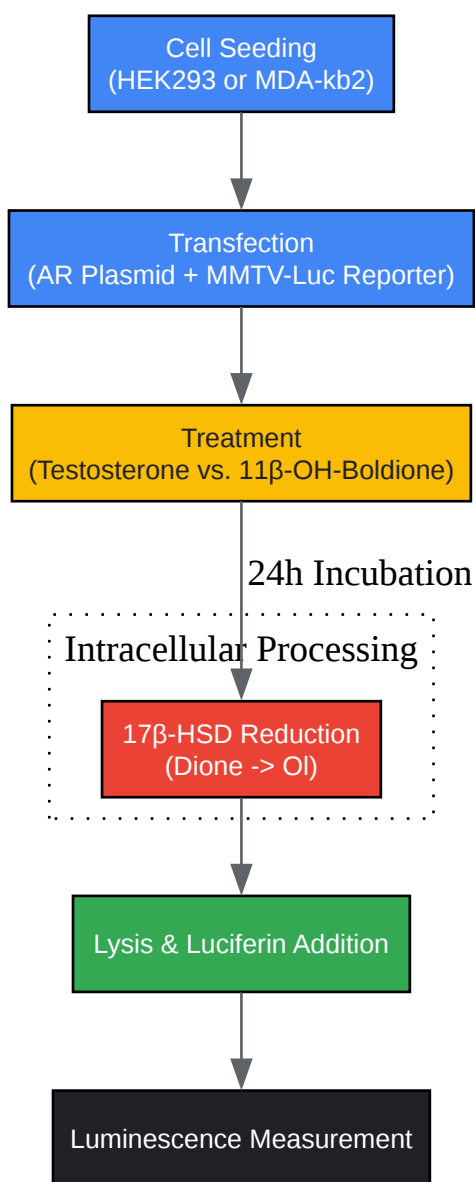 Cell Seeding
(HEK293 or MDA-kb2)
Transfection
(AR Plasmid + MMTV-Luc Reporter)
Treatment
(Testosterone vs. 11β-OH-Boldione)
24h Incubation
Intracellular Processing
17β-HSD Reduction
(Dione -> Ol)
Lysis & Luciferin Addition
Luminescence Measurement